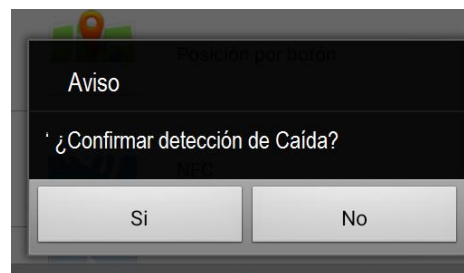 Posición por botón
Aviso
¿Confirmar detección de Caída?
NFC
Si
No